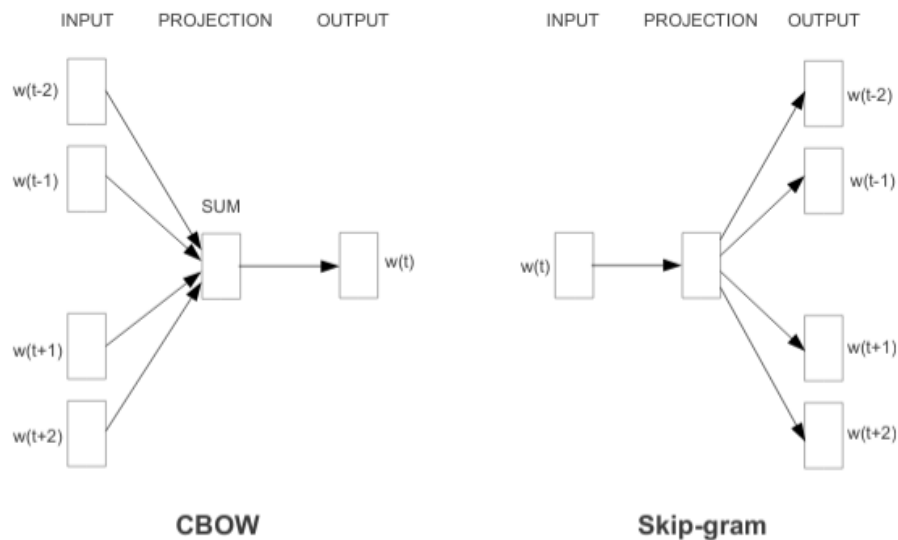 INPUT PROJECTION OUTPUT
w(t-2)
w(t-1)
SUM
w(t)
w(t+1)
w(t+2)
CBOW
INPUT PROJECTION OUTPUT
w(t-2)
w(t-1)
w(t)
w(t+1)
w(t+2)
Skip-gram